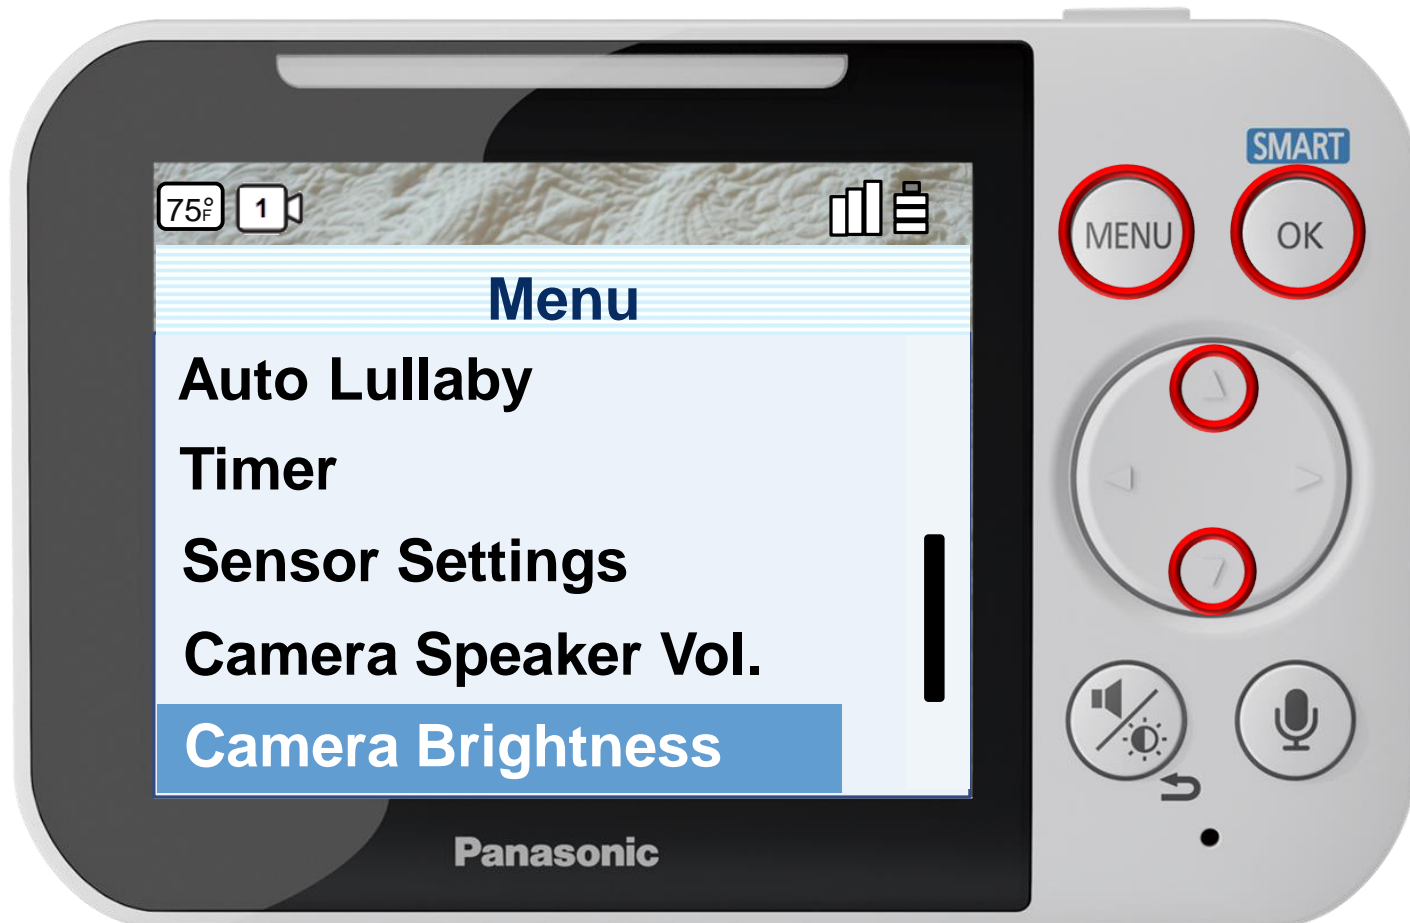 SMART
75°F
1
MENU
OK
Menu
Auto Lullaby
Timer
Sensor Settings
Camera Speaker Vol.
Camera Brightness
Panasonic